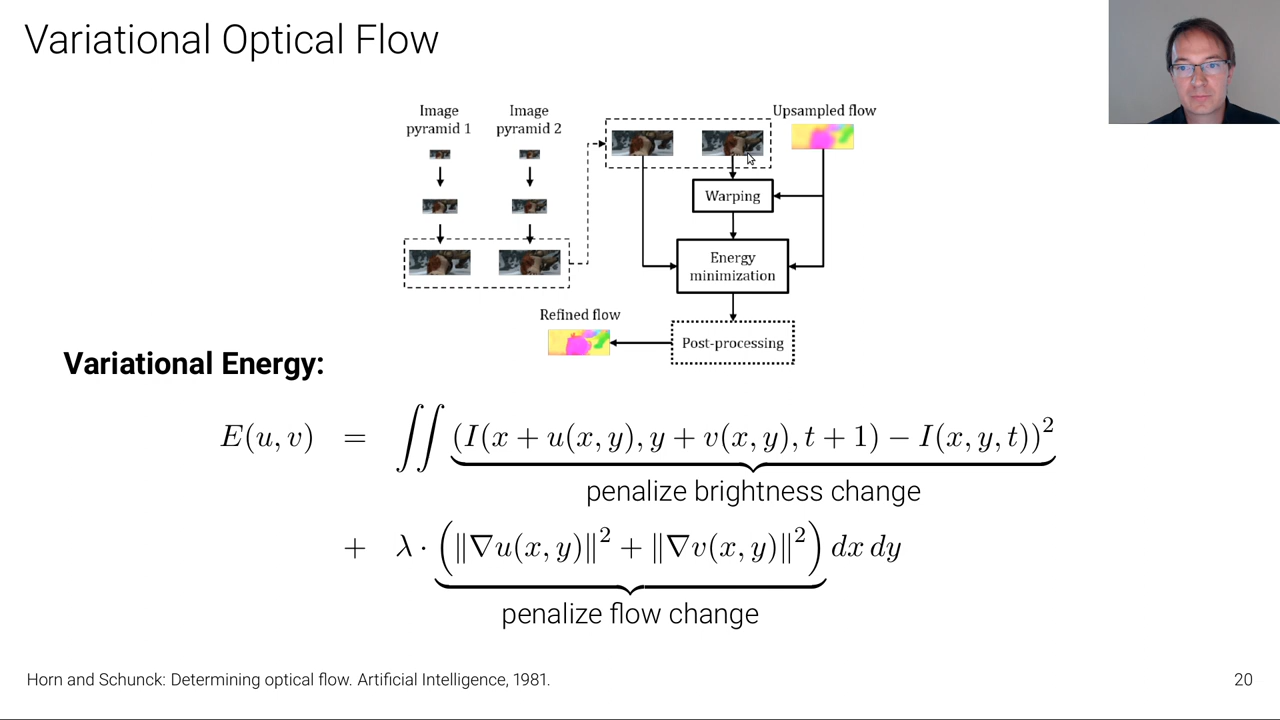 Variational Optical Flow
Image pyramid 1
Image pyramid 2
Upsampled flow
Warping
Energy minimization
Refined flow
Post-processing
Variational Energy:
E(u, v) = ∬ (I(x + u(x, y), y + v(x, y), t + 1) − I(x, y, t))²
penalize brightness change
+ λ · (‖∇u(x, y)‖² + ‖∇v(x, y)‖²) dx dy
penalize flow change
Horn and Schunck: Determining optical flow. Artificial Intelligence, 1981.
20